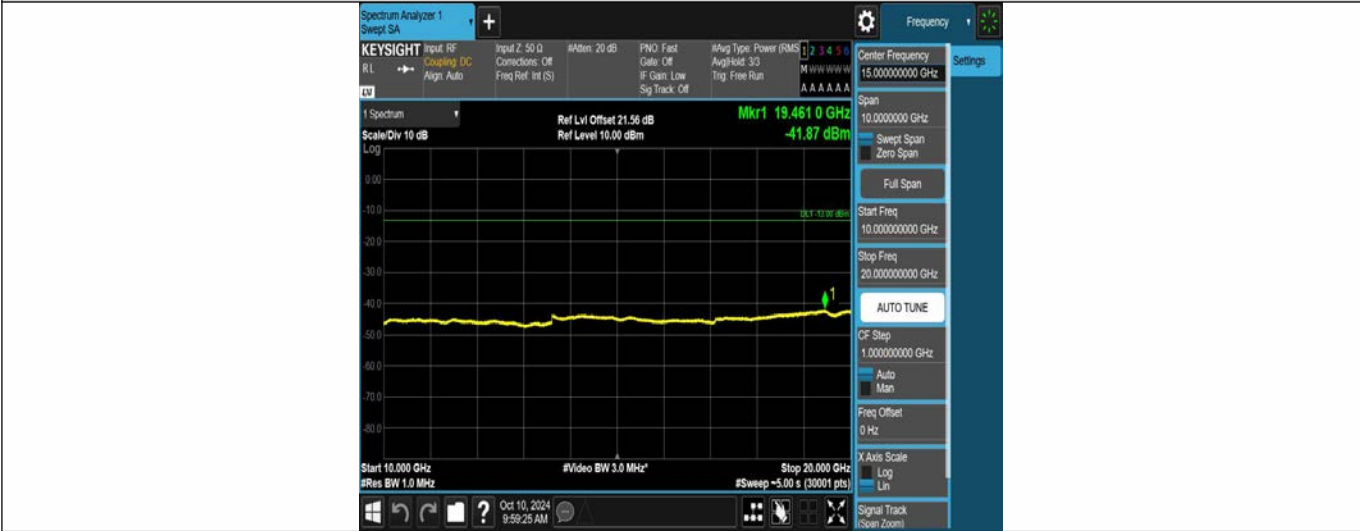 Spectrum Analyzer 1
Swept SA
+
Frequency
KEYSIGHT
RL
LXI
Input: RF
Coupling: DC
Align: Auto
Input Z: 50 Ω
Corrections: Off
Freq Ref: Int (S)
#Atten: 20 dB
PNO: Fast
Gate: Off
IF Gain: Low
Sig Track: Off
#Avg Type: Power (RMS
Avg|Hold: 3/3
Trig: Free Run
1 2 3 4 5 6
M W W W W W
A A A A A A
1 Spectrum
Scale/Div 10 dB
Log
Ref Lvl Offset 21.56 dB
Ref Level 10.00 dBm
Mkr1 19.461 0 GHz
-41.87 dBm
0.00
-10.0
-20.0
-30.0
-40.0
-50.0
-60.0
-70.0
-80.0
DL1 -13.00 dBm
1
Start 10.000 GHz
#Res BW 1.0 MHz
#Video BW 3.0 MHz*
Stop 20.000 GHz
#Sweep ~5.00 s (30001 pts)
?
Oct 10, 2024
9:59:25 AM
Center Frequency
15.000000000 GHz
Settings
Span
10.0000000 GHz
Swept Span
Zero Span
Full Span
Start Freq
10.000000000 GHz
Stop Freq
20.000000000 GHz
AUTO TUNE
CF Step
1.000000000 GHz
Auto
Man
Freq Offset
0 Hz
X Axis Scale
Log
Lin
Signal Track
(Span Zoom)